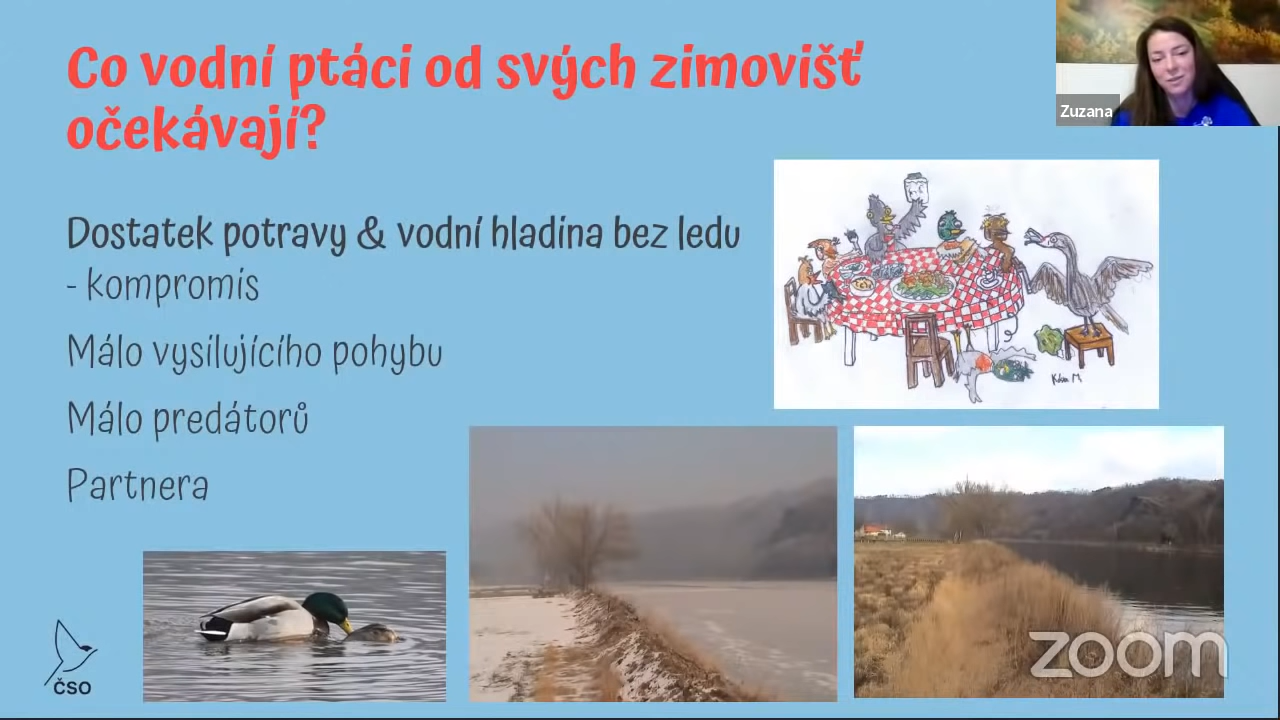 Co vodní ptáci od svých zimovišť
očekávají?
Zuzana
Dostatek potravy & vodní hladina bez ledu
- kompromis
Málo vysilujícího pohybu
Málo predátorů
Partnera
ČSO
zoom